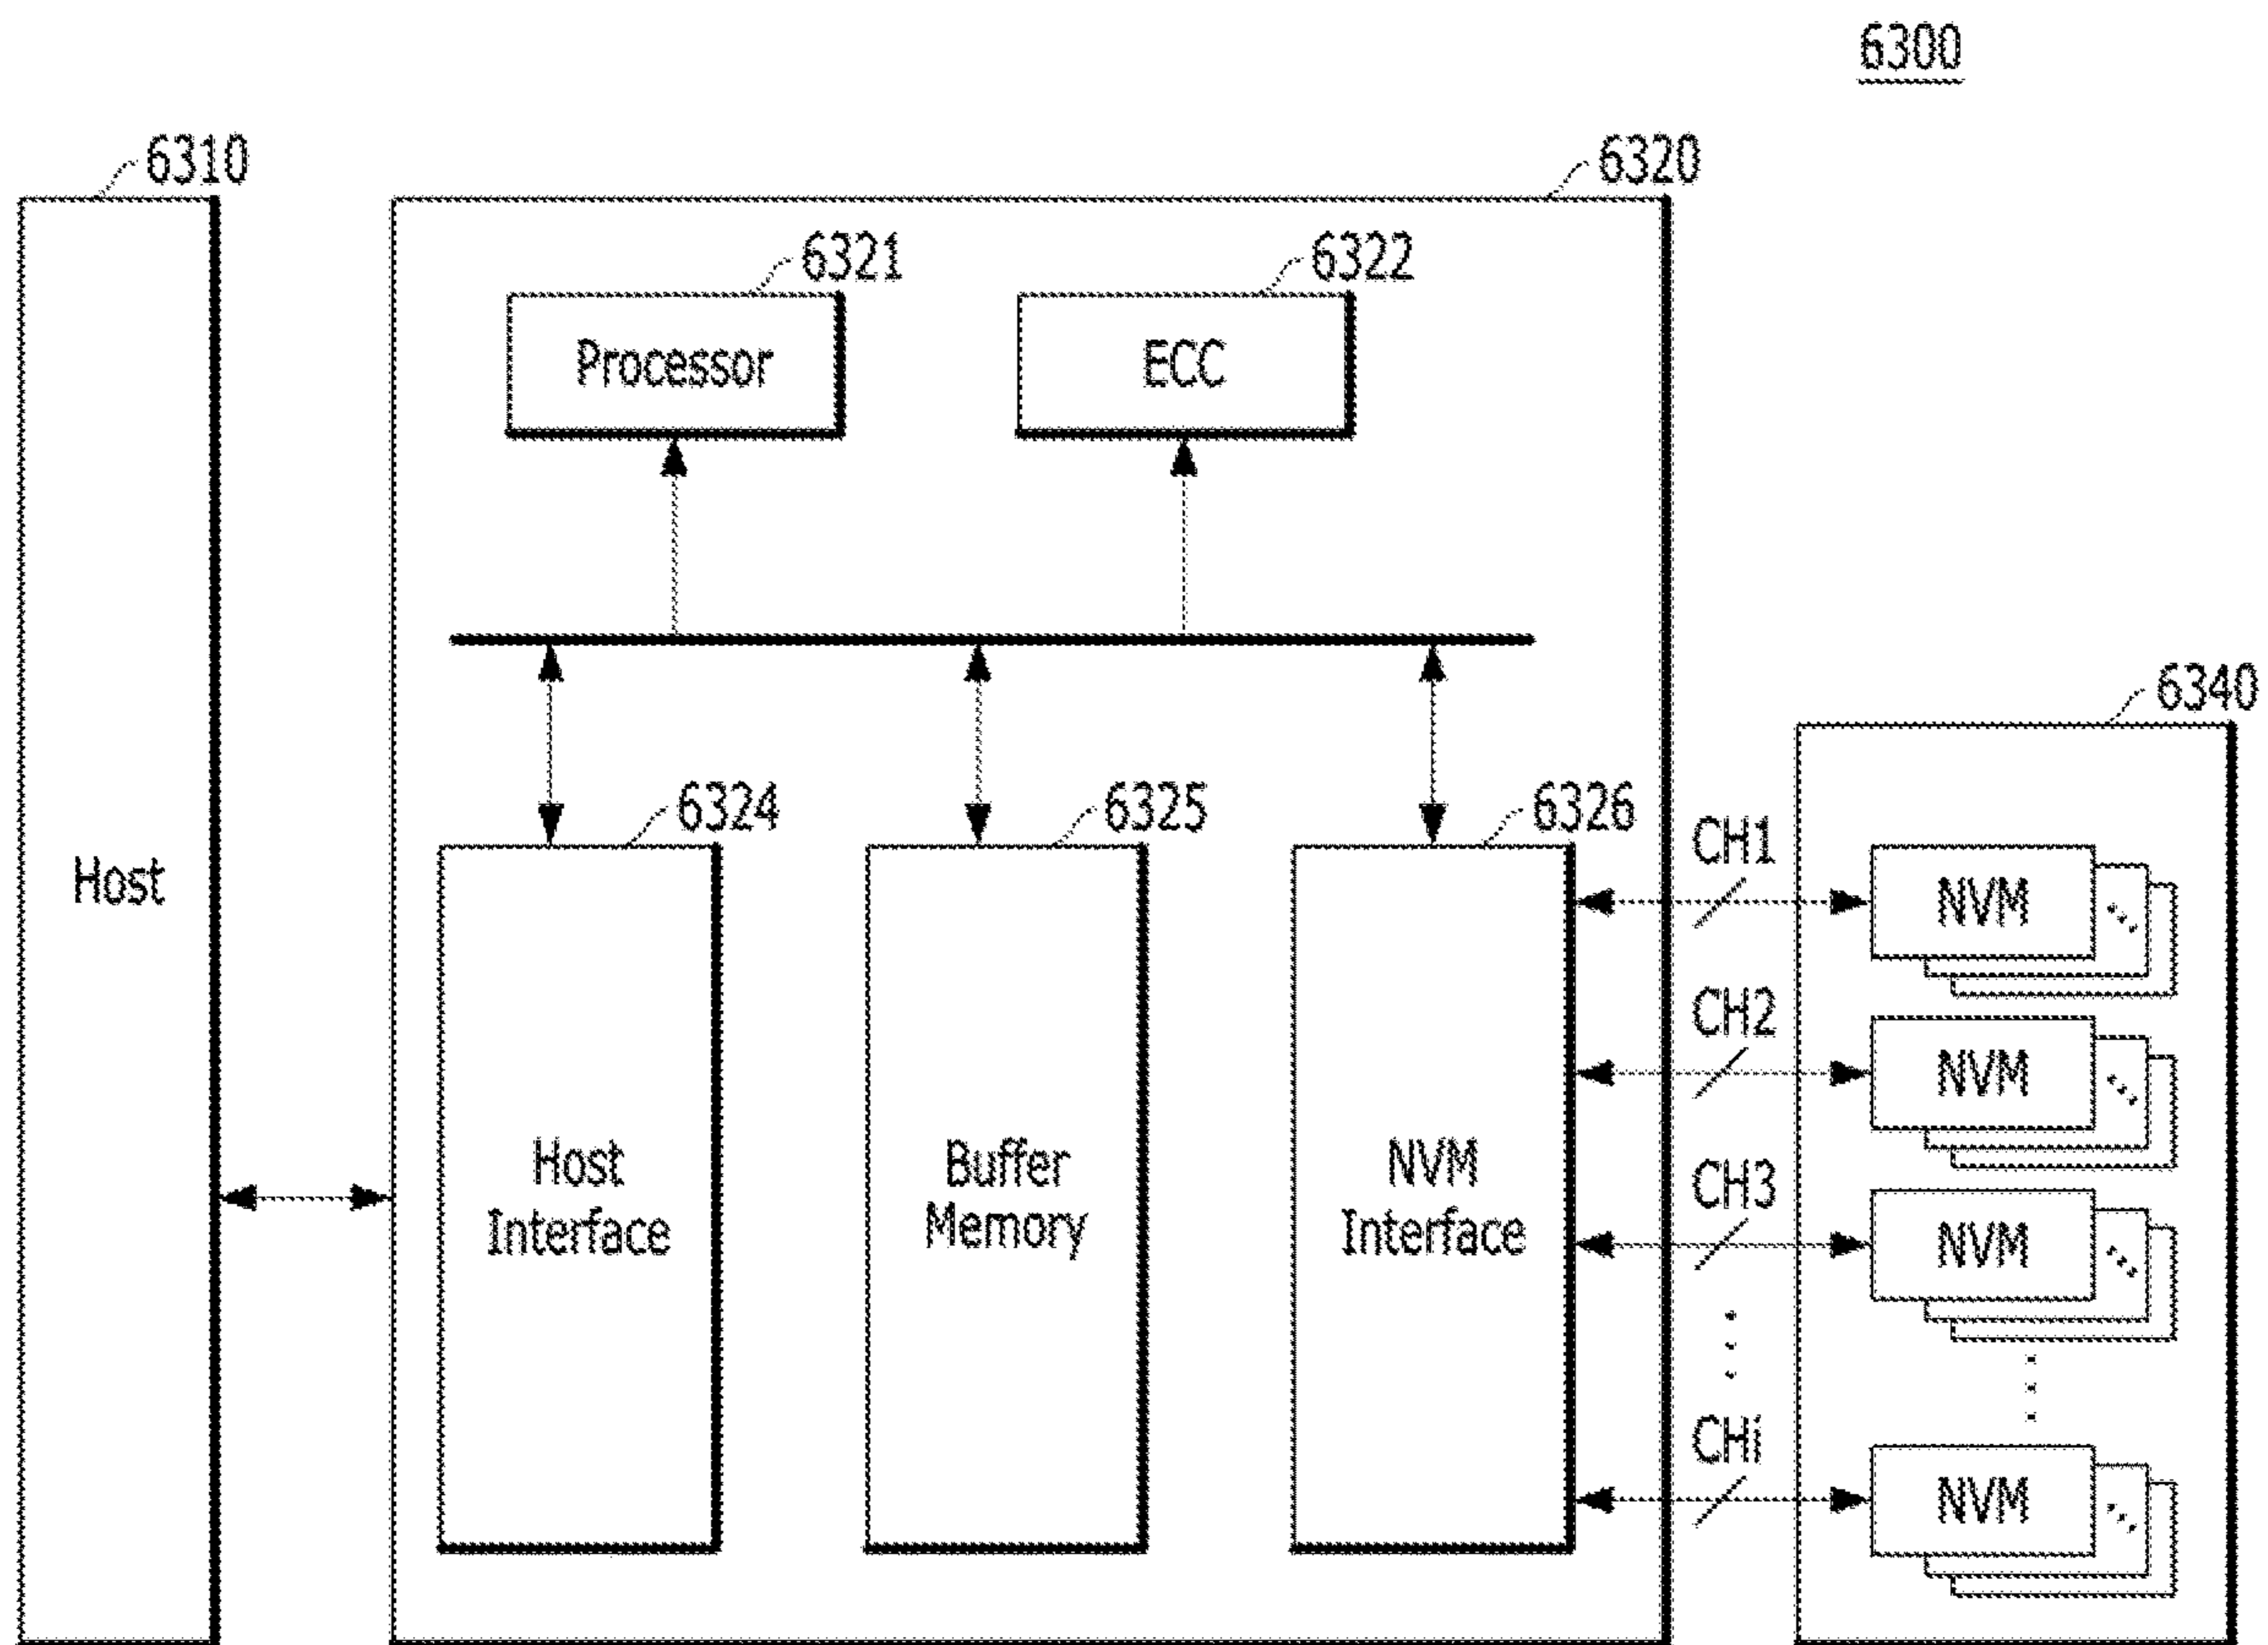 6300
6310
6320
6321
6322
Processor
ECC
6340
6324
6325
6326
CH1
Host
NVM
CH2
NVM
Host
Interface
Buffer
Memory
NVM
Interface
CH3
NVM
CHi
NVM